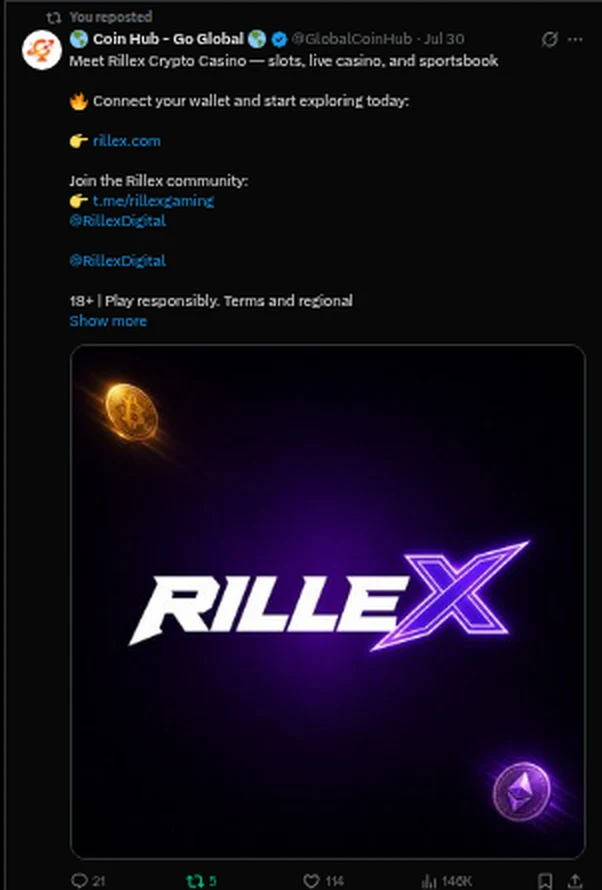 You reposted
Coin Hub - Go Global @GlobalCoinHub · Jul 30
Meet Rillex Crypto Casino — slots, live casino, and sportsbook
🔥 Connect your wallet and start exploring today:
👉 rillex.com
Join the Rillex community:
👉 t.me/rillexgaming
@RillexDigital
@RillexDigital
18+ | Play responsibly. Terms and regional
Show more
RILLEX
21 5 114 146K